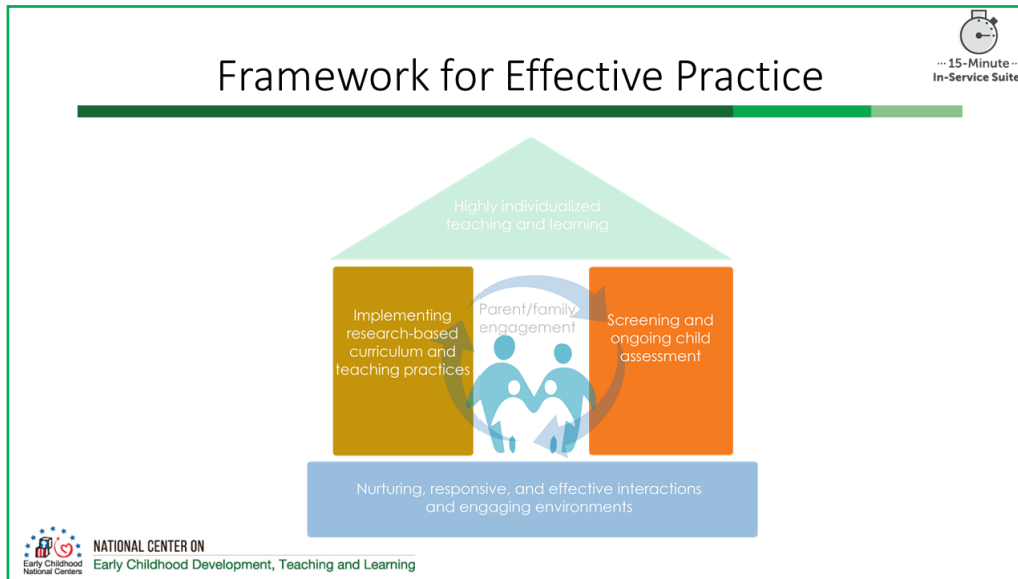 ··· 15-Minute ···
In-Service Suite
Framework for Effective Practice
Highly individualized
teaching and learning
Implementing
research-based
curriculum and
teaching practices
Parent/family
engagement
Screening and
ongoing child
assessment
Nurturing, responsive, and effective interactions
and engaging environments
Early Childhood
National Centers
NATIONAL CENTER ON
Early Childhood Development, Teaching and Learning